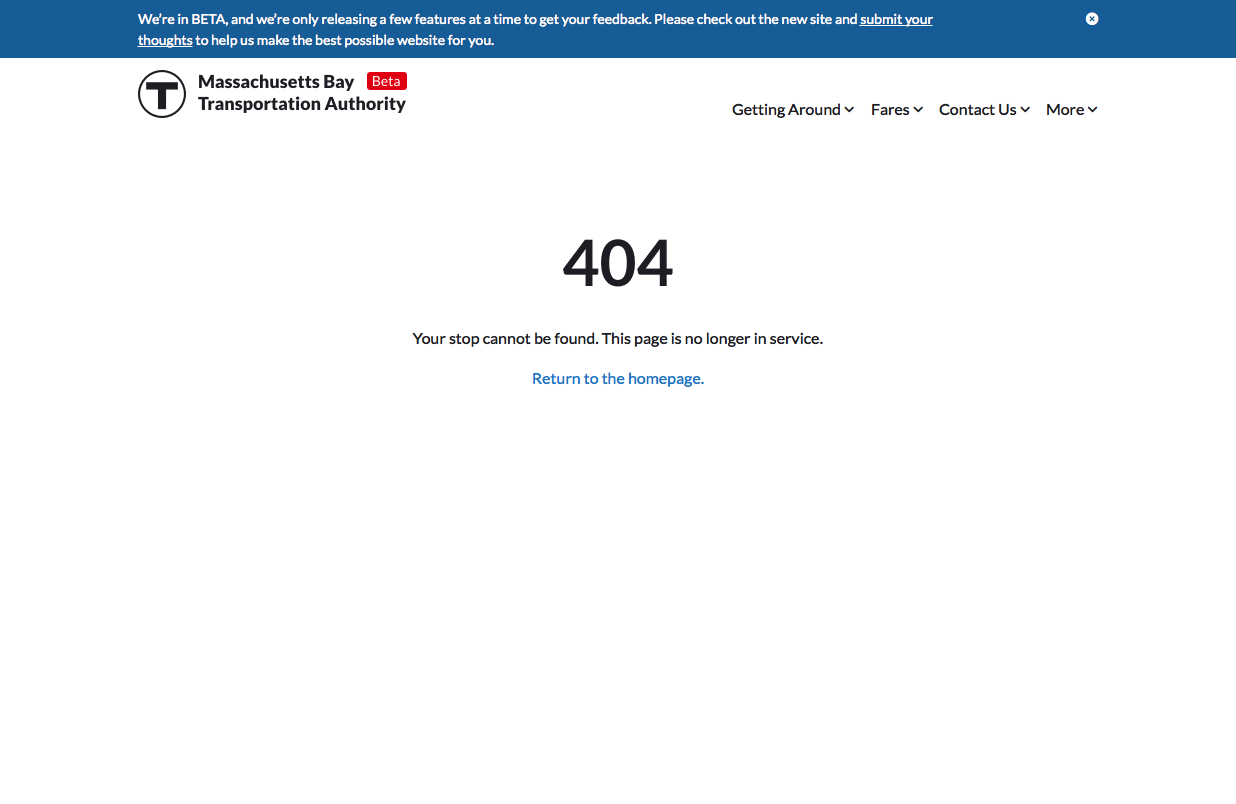 We're in BETA, and we're only releasing a few features at a time to get your feedback. Please check out the new site and submit your
thoughts to help us make the best possible website for you.
T
Massachusetts Bay Beta
Transportation Authority
Getting Around Fares Contact Us More
404
Your stop cannot be found. This page is no longer in service.
Return to the homepage.